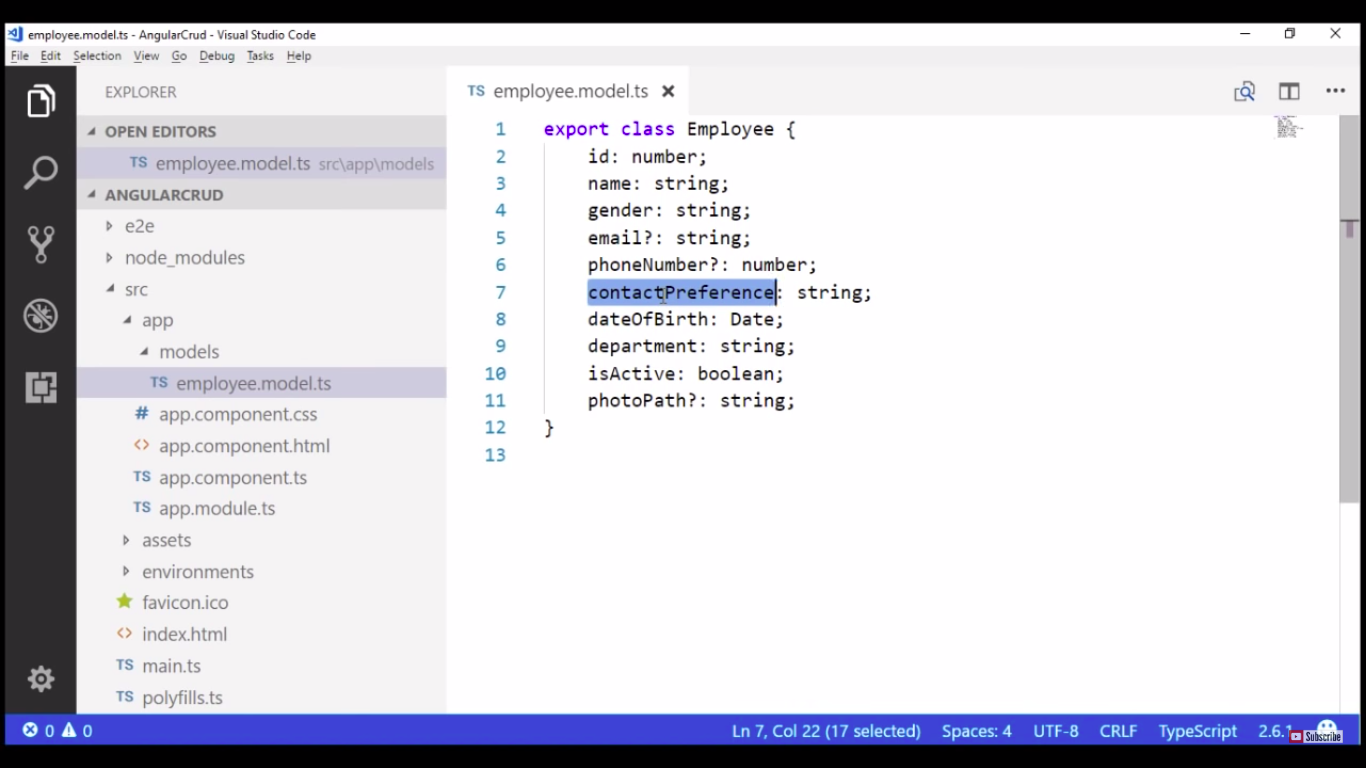 employee.model.ts - AngularCrud - Visual Studio Code
File Edit Selection View Go Debug Tasks Help
EXPLORER
OPEN EDITORS
TS employee.model.ts src\app\models
ANGULARCRUD
e2e
node_modules
src
app
models
TS employee.model.ts
# app.component.css
<> app.component.html
TS app.component.ts
TS app.module.ts
assets
environments
favicon.ico
<> index.html
TS main.ts
TS polyfills.ts
TS employee.model.ts
1 export class Employee {
2 id: number;
3 name: string;
4 gender: string;
5 email?: string;
6 phoneNumber?: number;
7 contactPreference: string;
8 dateOfBirth: Date;
9 department: string;
10 isActive: boolean;
11 photoPath?: string;
12 }
13
0 0 Ln 7, Col 22 (17 selected) Spaces: 4 UTF-8 CRLF TypeScript 2.6.1
Subscribe